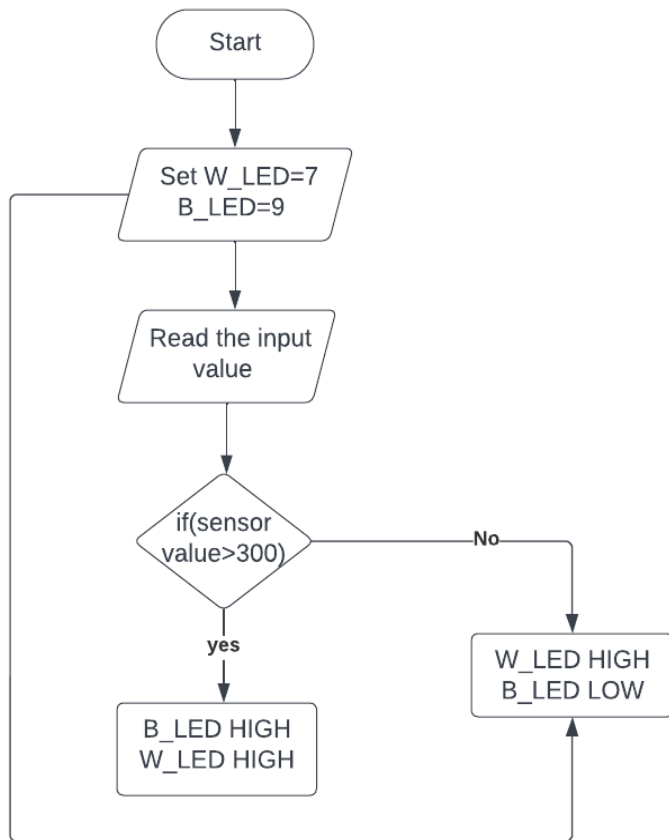 Start
Set W_LED=7
B_LED=9
Read the input
value
if(sensor
value>300)
No
yes
W_LED HIGH
B_LED LOW
B_LED HIGH
W_LED HIGH